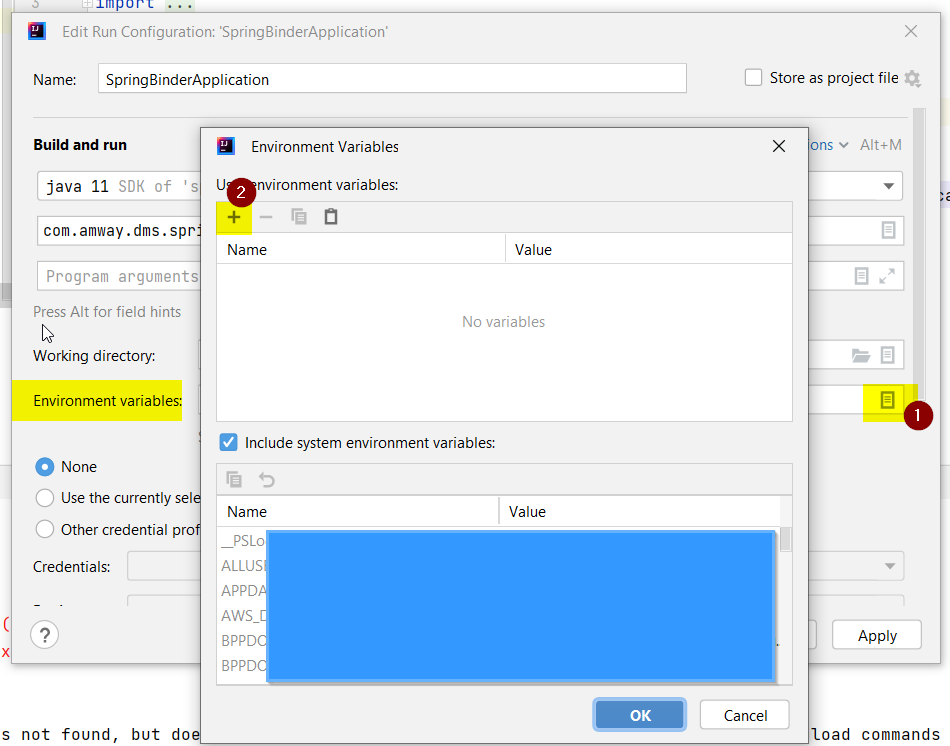 3 import ...
Edit Run Configuration: 'SpringBinderApplication'
Name: SpringBinderApplication Store as project file
Build and run
Environment Variables
ions Alt+M
java 11 SDK of 's
Use environment variables:
2
com.amway.dms.spri
Name Value
Program arguments
Press Alt for field hints
No variables
Working directory:
Environment variables:
1
Include system environment variables:
None
Use the currently sele
Other credential prof
Name Value
__PSLo
Credentials:
ALLUS
APPDA
AWS_D
BPPDO
BPPDO
? Apply
OK Cancel
s not found, but doe load commands